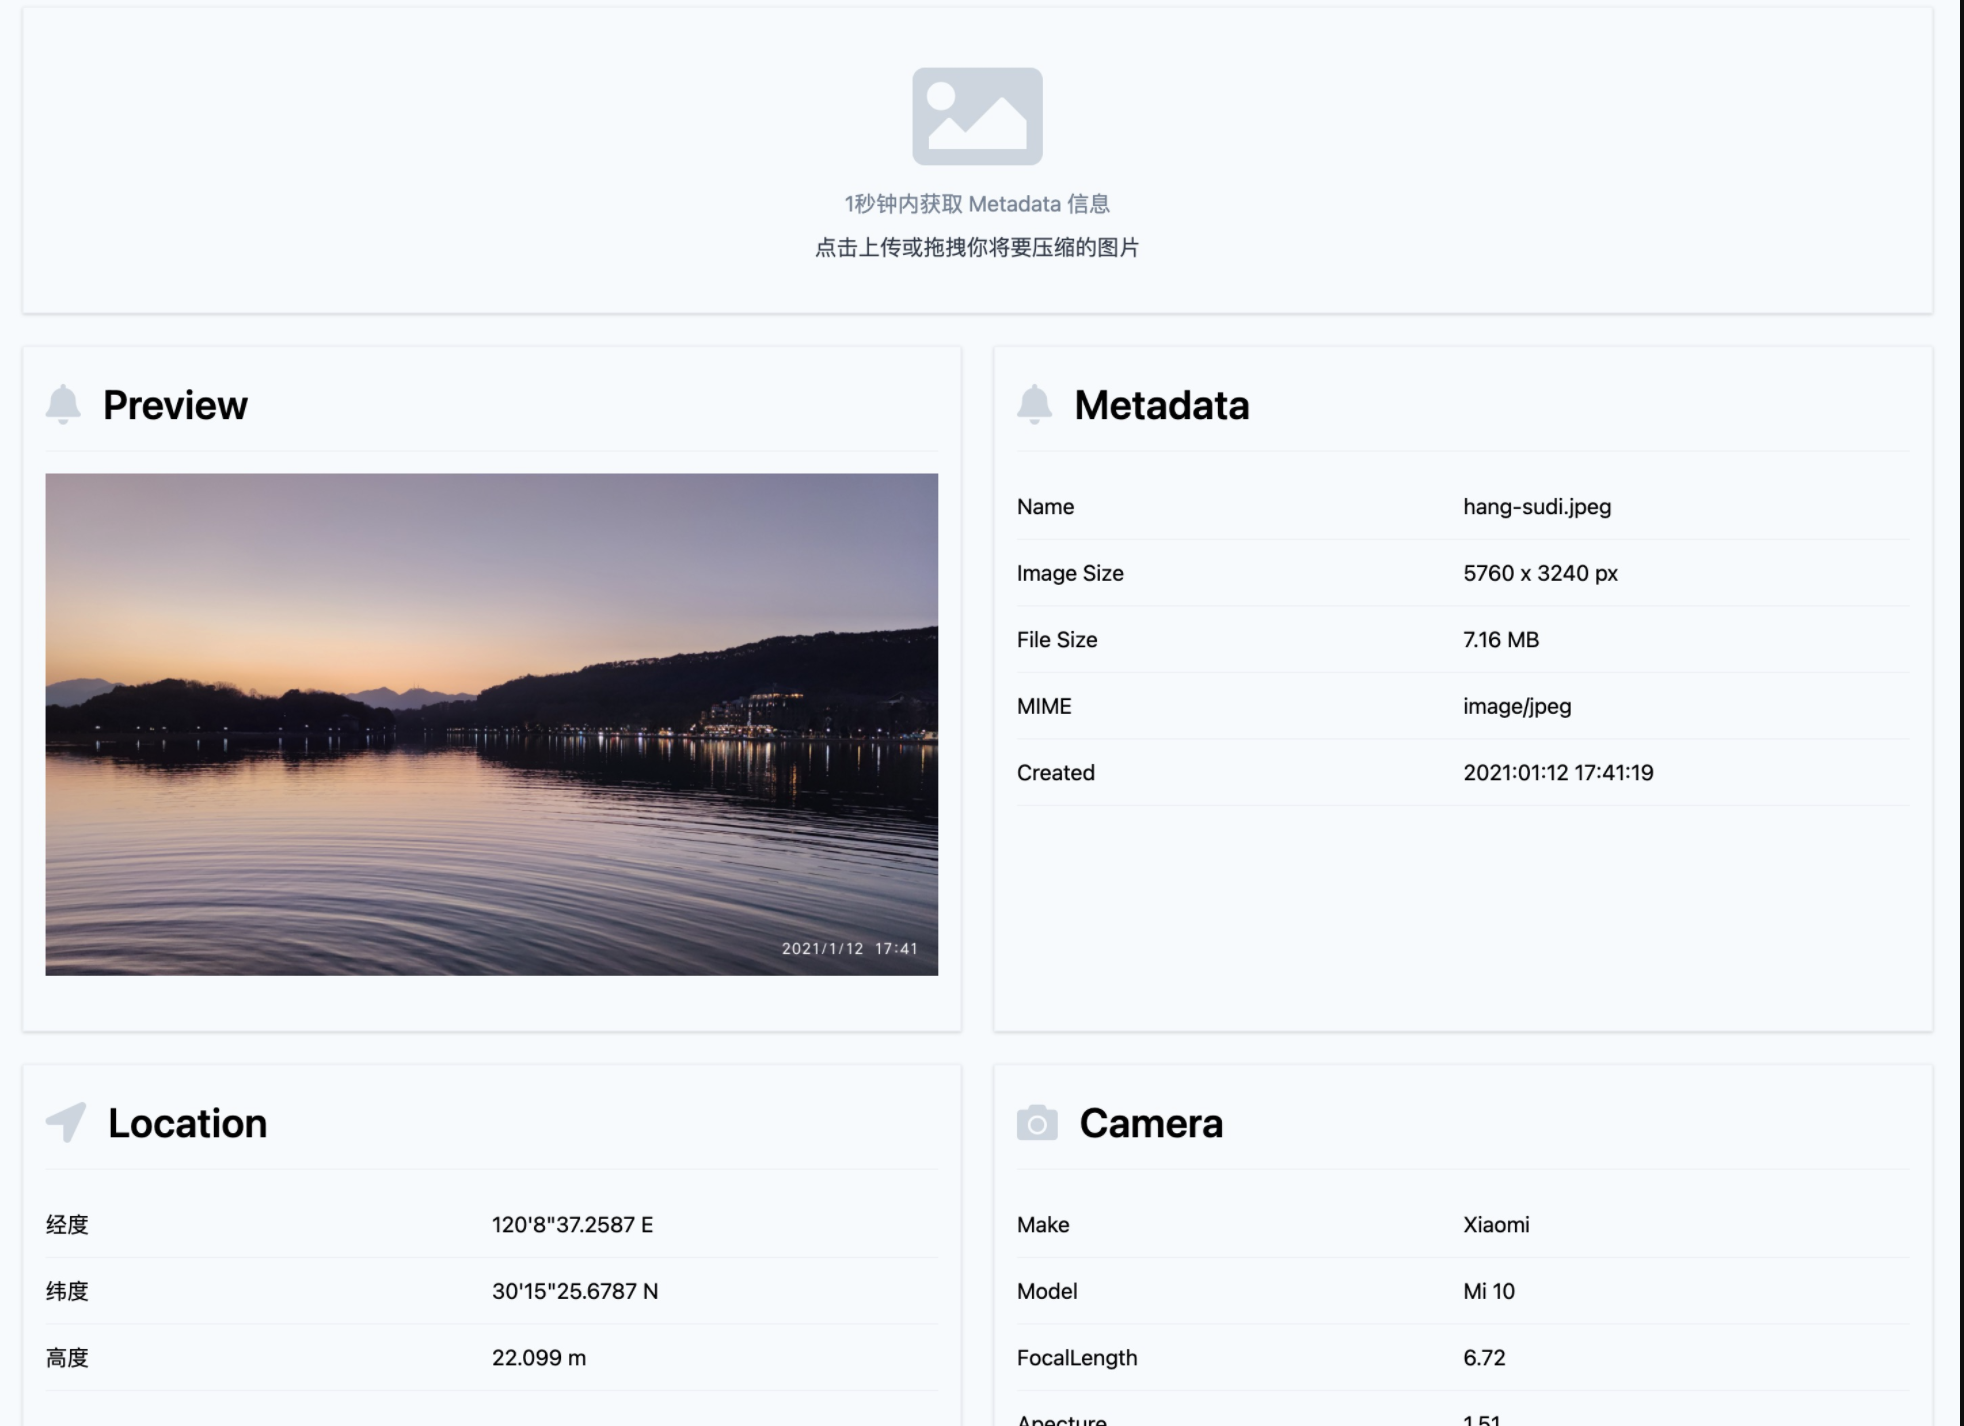 1秒钟内获取 Metadata 信息
点击上传或拖拽你将要压缩的图片
Preview
2021/1/12 17:41
Metadata
Name hang-sudi.jpeg
Image Size 5760 x 3240 px
File Size 7.16 MB
MIME image/jpeg
Created 2021:01:12 17:41:19
Location
经度 120'8"37.2587 E
纬度 30'15"25.6787 N
高度 22.099 m
Camera
Make Xiaomi
Model Mi 10
FocalLength 6.72
Apecture 1.51